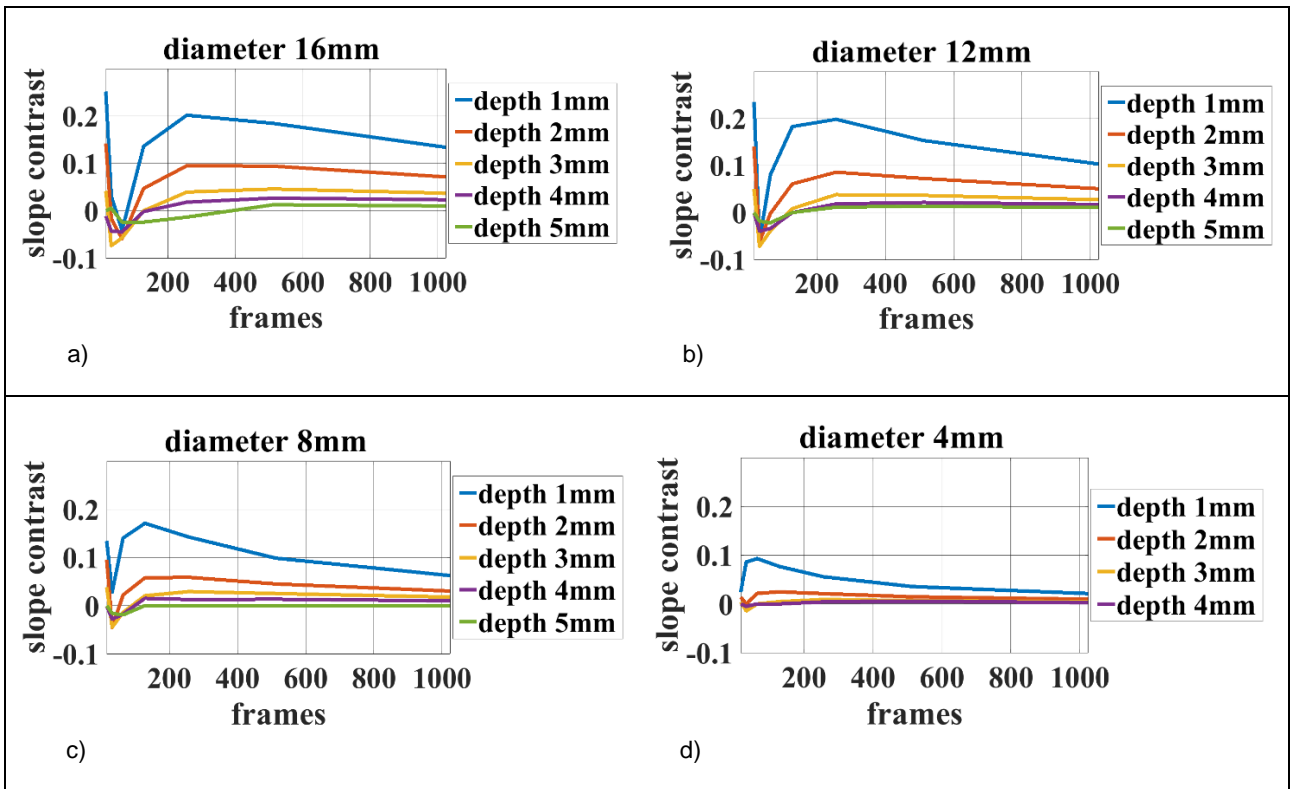 diameter 16mm
slope contrast
0.2
0.1
0
-0.1
200 400 600 800 1000
frames
depth 1mm
depth 2mm
depth 3mm
depth 4mm
depth 5mm
a)
diameter 12mm
slope contrast
0.2
0.1
0
-0.1
200 400 600 800 1000
frames
depth 1mm
depth 2mm
depth 3mm
depth 4mm
depth 5mm
b)
diameter 8mm
slope contrast
0.2
0.1
0
-0.1
200 400 600 800 1000
frames
depth 1mm
depth 2mm
depth 3mm
depth 4mm
depth 5mm
c)
diameter 4mm
slope contrast
0.2
0.1
0
-0.1
200 400 600 800 1000
frames
depth 1mm
depth 2mm
depth 3mm
depth 4mm
d)